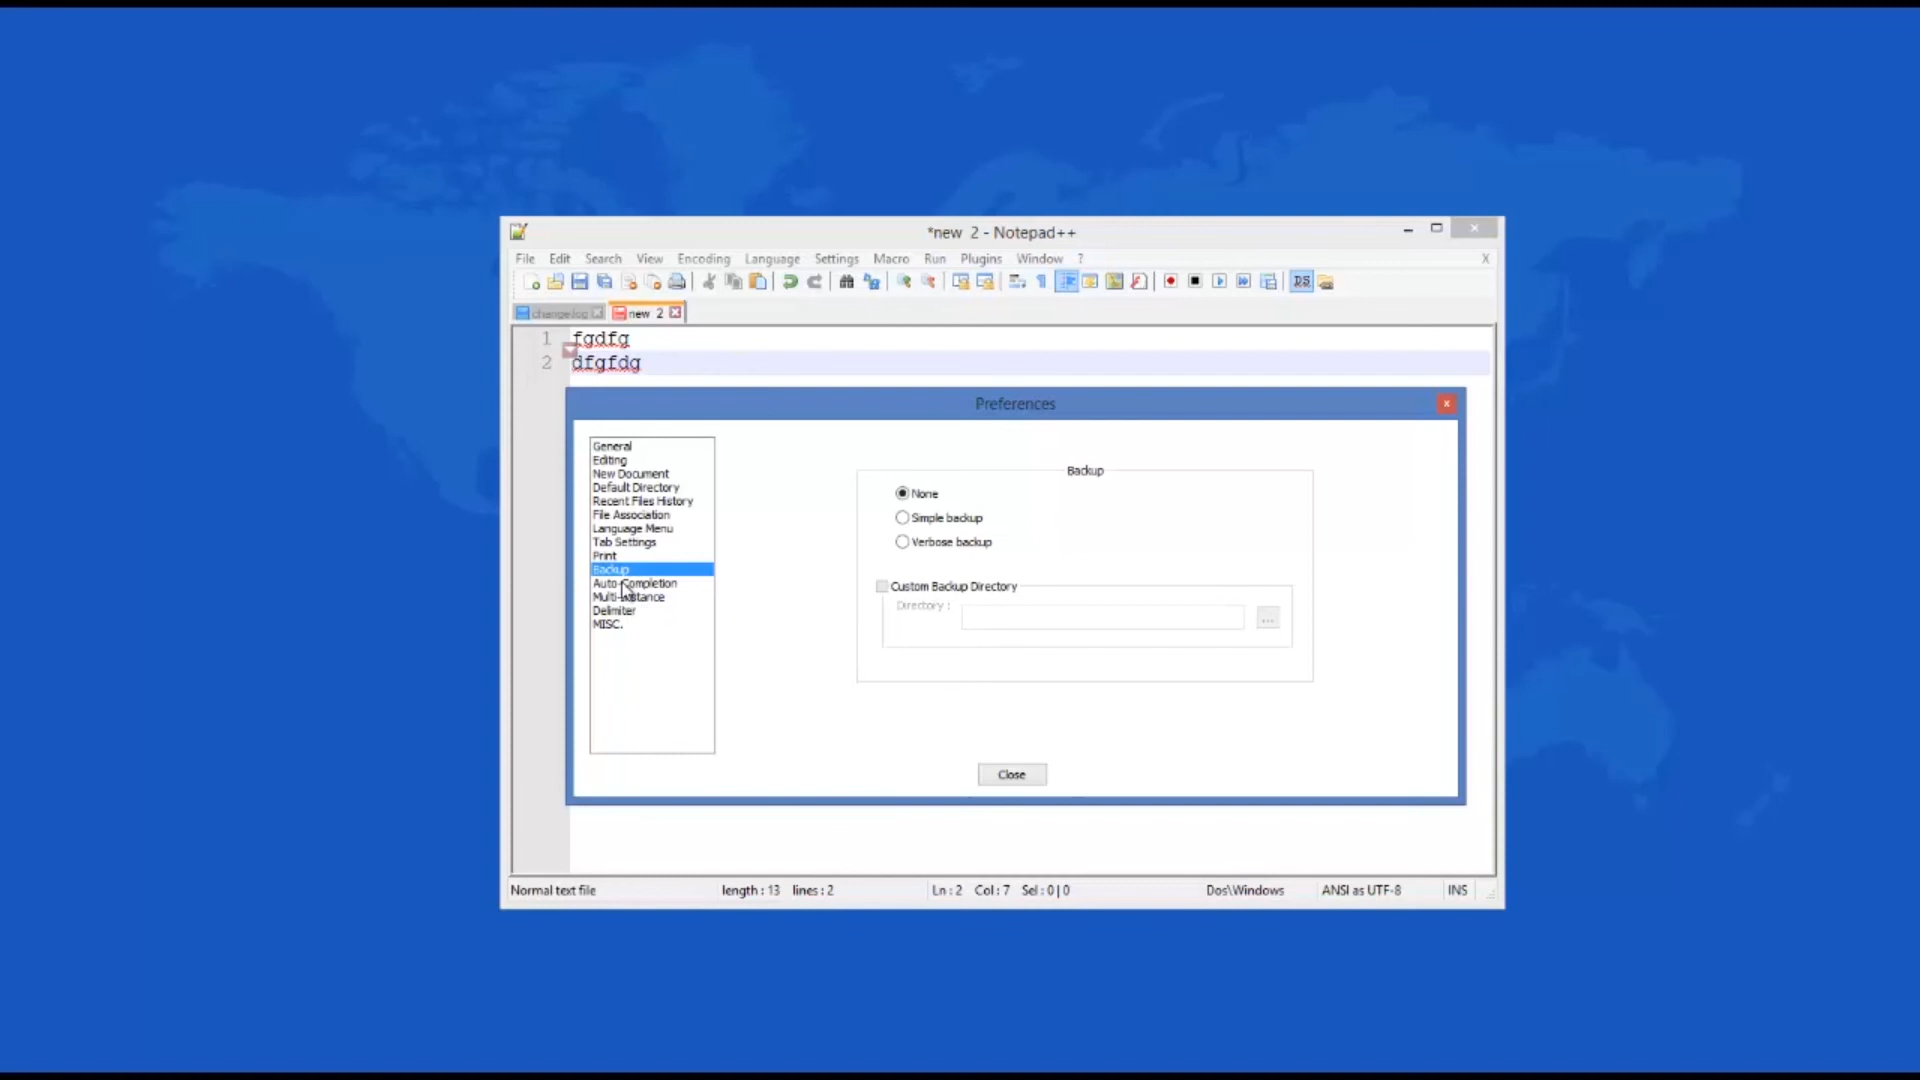 *new 2 - Notepad++
File Edit Search View Encoding Language Settings Macro Run Plugins Window ? X
change.log new 2
1 fgdfg
2 dfgfdg
Preferences
General
Editing
New Document
Default Directory
Recent Files History
File Association
Language Menu
Tab Settings
Print
Backup
Auto-Completion
Multi-Instance
Delimiter
MISC.
Backup
None
Simple backup
Verbose backup
Custom Backup Directory
Directory :
...
Close
Normal text file length : 13 lines : 2 Ln : 2 Col : 7 Sel : 0 | 0 Dos\Windows ANSI as UTF-8 INS